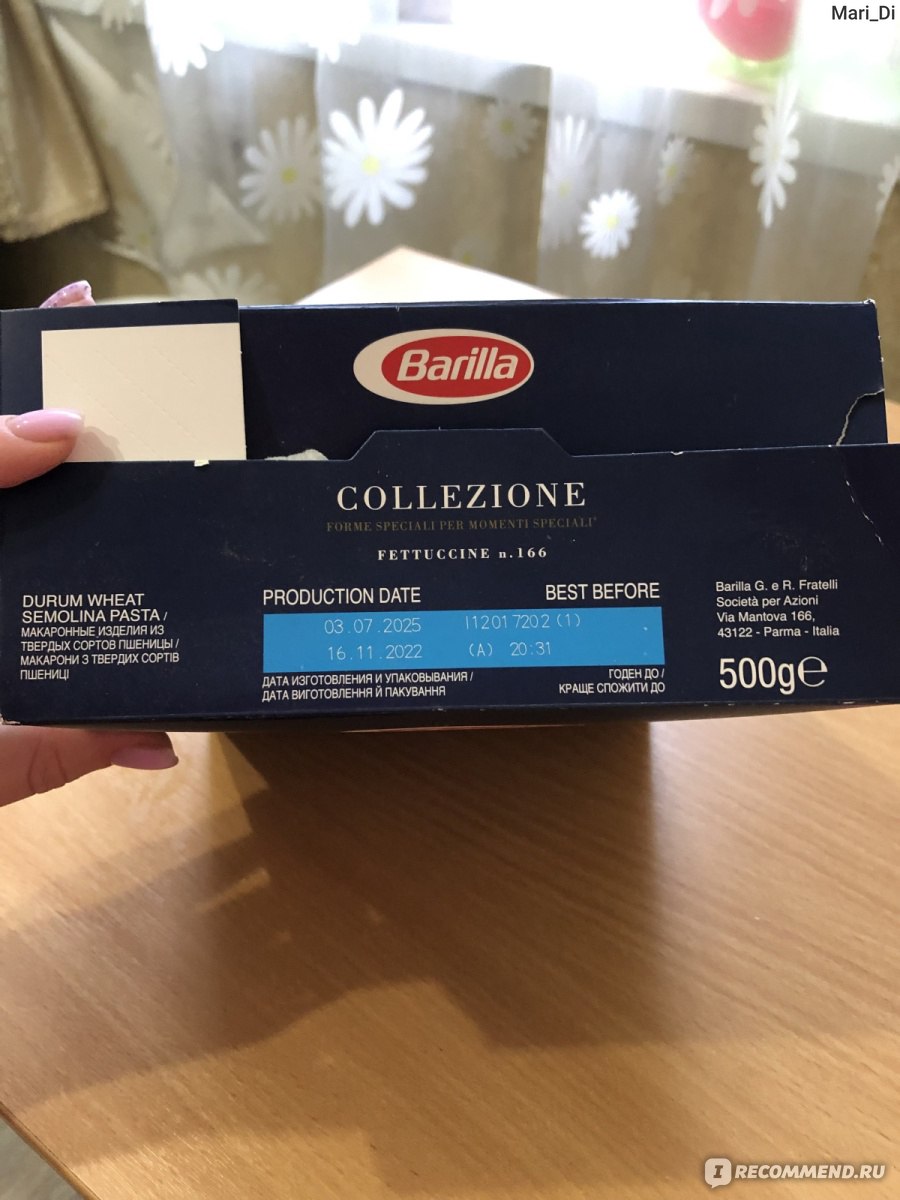 Mari_Di
Barilla
COLLEZIONE
FORME SPECIALI PER MOMENTI SPECIALI
FETTUCCINE n.166
DURUM WHEAT
SEMOLINA PASTA /
МАКАРОННЫЕ ИЗДЕЛИЯ ИЗ
ТВЕРДЫХ СОРТОВ ПШЕНИЦЫ /
МАКАРОНИ З ТВЕРДИХ СОРТІВ
ПШЕНИЦІ
PRODUCTION DATE BEST BEFORE
03.07.2025 I12017202 (1)
16.11.2022 (A) 20:31
ДАТА ИЗГОТОВЛЕНИЯ И УПАКОВЫВАНИЯ /
ДАТА ВИГОТОВЛЕННЯ Й ПАКУВАННЯ
ГОДЕН ДО /
КРАЩЕ СПОЖИТИ ДО
Barilla G. e R. Fratelli
Società per Azioni
Via Mantova 166,
43122 - Parma - Italia
500g℮
IRECOMMEND.RU